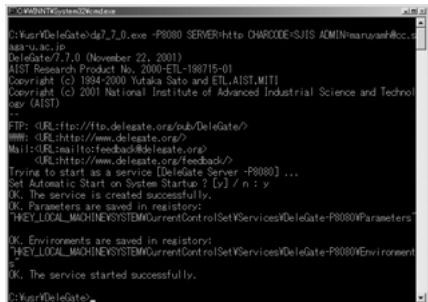 C:¥WINNT¥System32¥cmd.exe
C:¥usr¥DeleGate>dg7_7_0.exe -P8080 SERVER=http CHARCODE=SJIS ADMIN=maruyamh@cc.s
aga-u.ac.jp
DeleGate/7.7.0 (November 22, 2001)
AIST Research Product No. 2000-ETL-198715-01
Copyright (c) 1994-2000 Yutaka Sato and ETL,AIST,MITI
Copyright (c) 2001 National Institute of Advanced Industrial Science and Technol
ogy (AIST)
--
FTP: <URL:ftp://ftp.delegate.org/pub/DeleGate/>
WWW: <URL:http://www.delegate.org/>
Mail:<URL:mailto:feedback@delegate.org>
<URL:http://www.delegate.org/feedback/>
Trying to start as a service [DeleGate Server -P8080] ...
Set Automatic Start on System Startup ? [y] / n : y
OK. The service is created successfully.
OK. Parameters are saved in registory:
"HKEY_LOCAL_MACHINE¥SYSTEM¥CurrentControlSet¥Services¥DeleGate-P8080¥Parameters"
OK. Environments are saved in registory:
"HKEY_LOCAL_MACHINE¥SYSTEM¥CurrentControlSet¥Services¥DeleGate-P8080¥Environment
s"
OK. The service started successfully.
C:¥usr¥DeleGate>_